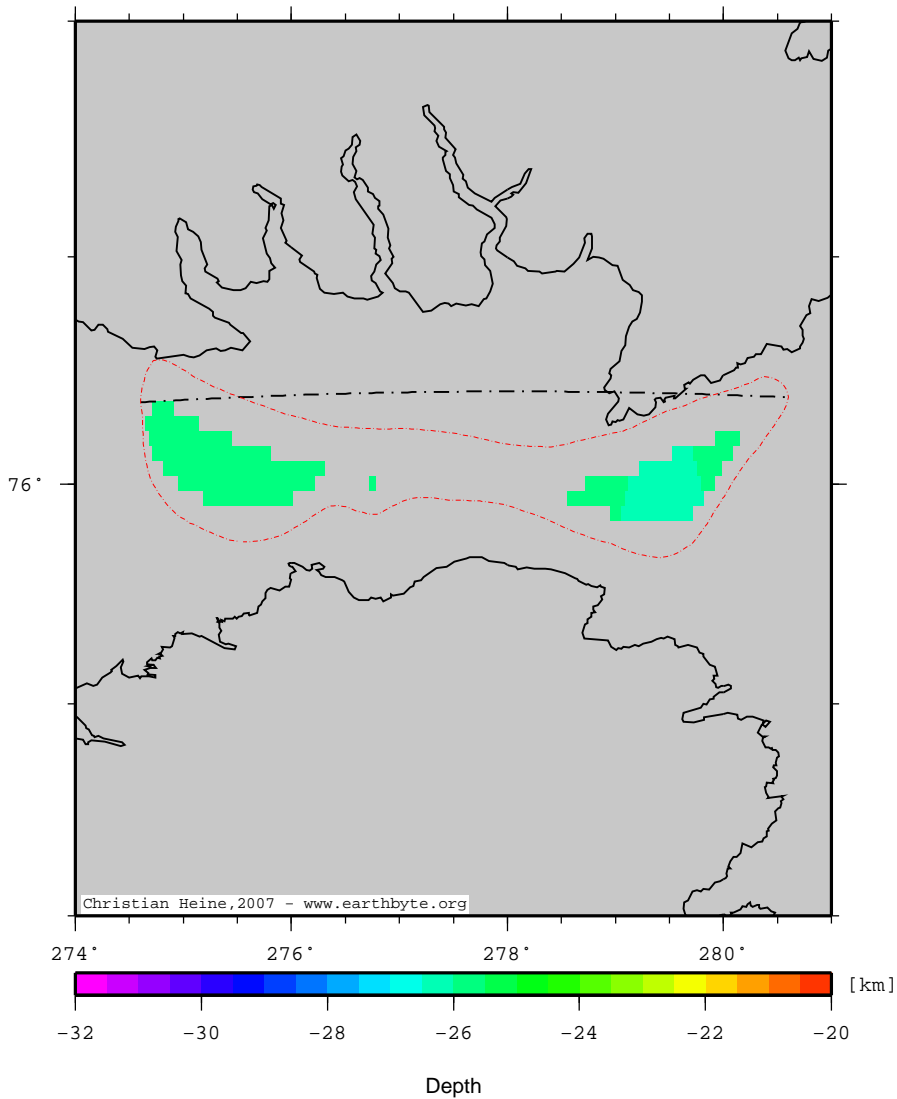 76°
Christian Heine,2007 - www.earthbyte.org
274° 276° 278° 280°
[km]
-32 -30 -28 -26 -24 -22 -20
Depth